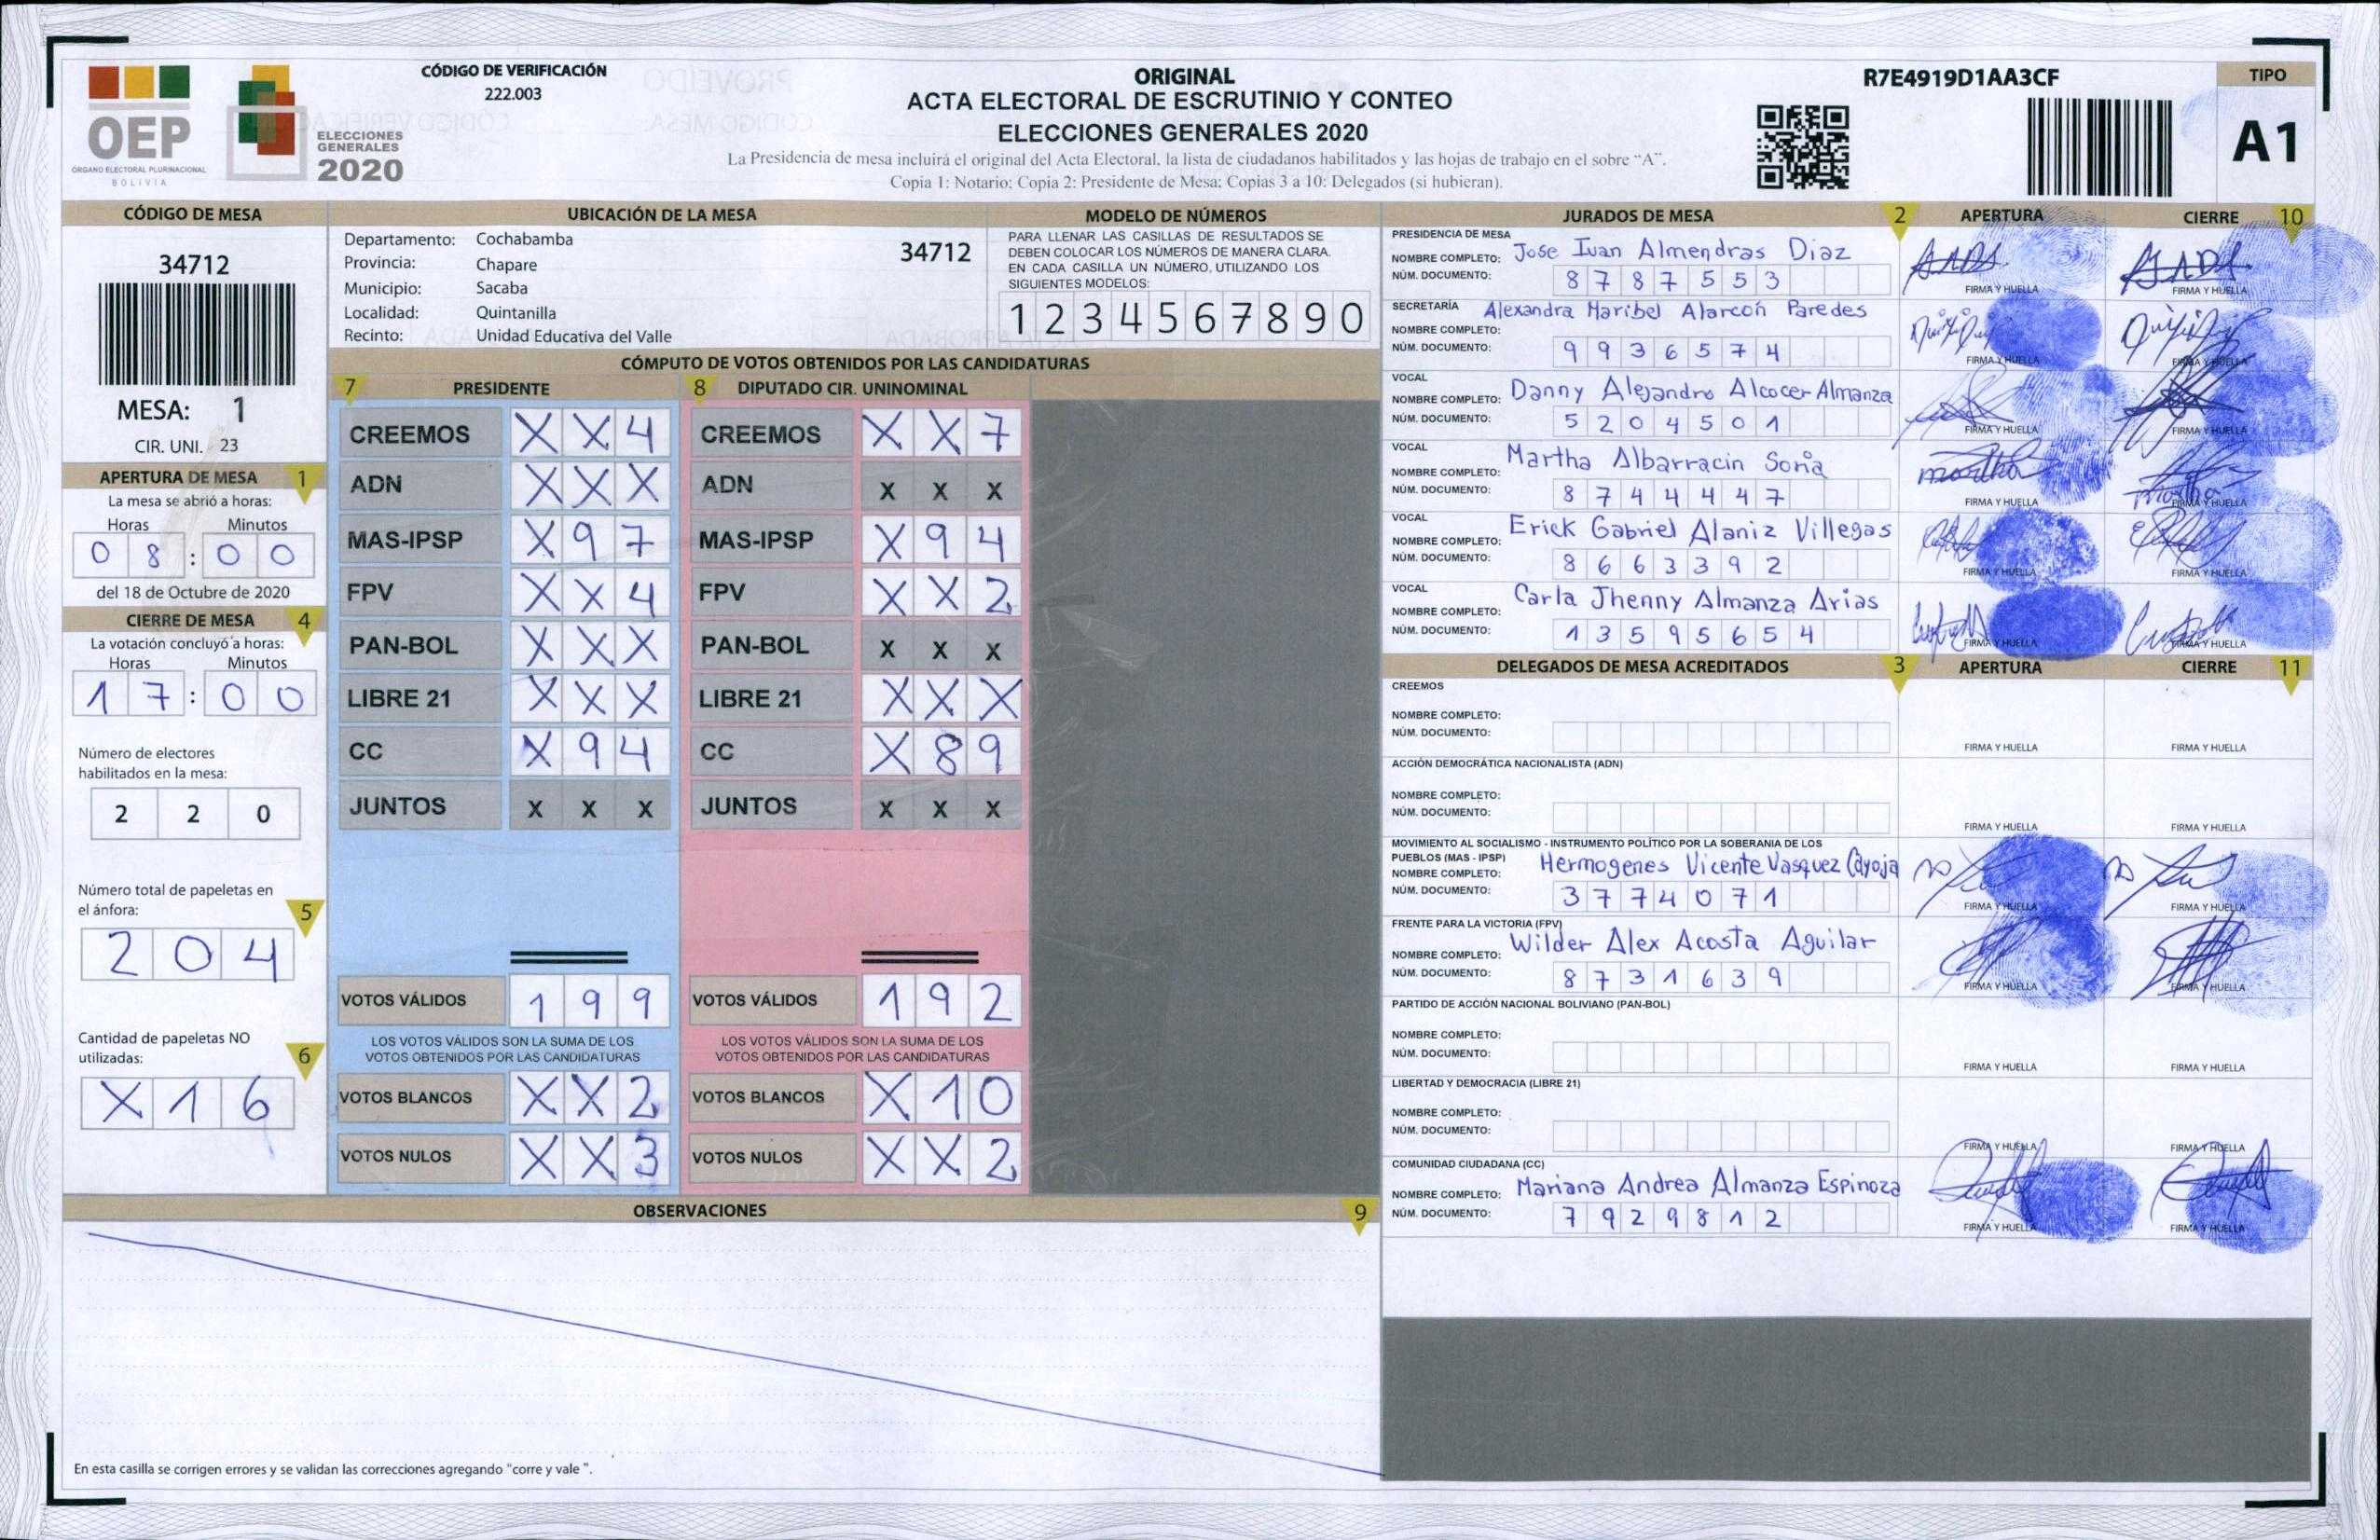 OEP
ÓRGANO ELECTORAL PLURINACIONAL
BOLIVIA
ELECCIONES
GENERALES
2020
CÓDIGO DE VERIFICACIÓN
222.003
ORIGINAL
ACTA ELECTORAL DE ESCRUTINIO Y CONTEO
ELECCIONES GENERALES 2020
La Presidencia de mesa incluirá el original del Acta Electoral, la lista de ciudadanos habilitados y las hojas de trabajo en el sobre "A".
Copia 1: Notario; Copia 2: Presidente de Mesa; Copias 3 a 10: Delegados (si hubieran).
R7E4919D1AA3CF
TIPO
A1
CÓDIGO DE MESA
34712
MESA: 1
CIR. UNI. 23
APERTURA DE MESA 1
La mesa se abrió a horas:
Horas Minutos
0 8 : 0 0
del 18 de Octubre de 2020
CIERRE DE MESA 4
La votación concluyó a horas:
Horas Minutos
1 7 : 0 0
Número de electores
habilitados en la mesa:
2 2 0
Número total de papeletas en
el ánfora: 5
2 0 4
Cantidad de papeletas NO
utilizadas: 6
X 1 6
UBICACIÓN DE LA MESA
Departamento: Cochabamba 34712
Provincia: Chapare
Municipio: Sacaba
Localidad: Quintanilla
Recinto: Unidad Educativa del Valle
MODELO DE NÚMEROS
PARA LLENAR LAS CASILLAS DE RESULTADOS SE
DEBEN COLOCAR LOS NÚMEROS DE MANERA CLARA.
EN CADA CASILLA UN NÚMERO, UTILIZANDO LOS
SIGUIENTES MODELOS:
1 2 3 4 5 6 7 8 9 0
CÓMPUTO DE VOTOS OBTENIDOS POR LAS CANDIDATURAS
7 PRESIDENTE
CREEMOS X X 4
ADN X X X
MAS-IPSP X 9 7
FPV X X 4
PAN-BOL X X X
LIBRE 21 X X X
CC X 9 4
JUNTOS X X X
VOTOS VÁLIDOS 1 9 9
LOS VOTOS VÁLIDOS SON LA SUMA DE LOS
VOTOS OBTENIDOS POR LAS CANDIDATURAS
VOTOS BLANCOS X X 2
VOTOS NULOS X X 3
8 DIPUTADO CIR. UNINOMINAL
CREEMOS X X 7
ADN X X X
MAS-IPSP X 9 4
FPV X X 2
PAN-BOL X X X
LIBRE 21 X X X
CC X 8 9
JUNTOS X X X
VOTOS VÁLIDOS 1 9 2
LOS VOTOS VÁLIDOS SON LA SUMA DE LOS
VOTOS OBTENIDOS POR LAS CANDIDATURAS
VOTOS BLANCOS X 1 0
VOTOS NULOS X X 2
OBSERVACIONES 9
En esta casilla se corrigen errores y se validan las correcciones agregando "corre y vale ".
JURADOS DE MESA 2 APERTURA CIERRE 10
PRESIDENCIA DE MESA
NOMBRE COMPLETO: Jose Ivan Almendras Diaz
NÚM. DOCUMENTO: 8 7 8 7 5 5 3
FIRMA Y HUELLA FIRMA Y HUELLA
SECRETARÍA
NOMBRE COMPLETO: Alexandra Maribel Alarcón Paredes
NÚM. DOCUMENTO: 9 9 3 6 5 7 4
FIRMA Y HUELLA FIRMA Y HUELLA
VOCAL
NOMBRE COMPLETO: Danny Alejandro Alcocer Almanza
NÚM. DOCUMENTO: 5 2 0 4 5 0 1
FIRMA Y HUELLA FIRMA Y HUELLA
VOCAL
NOMBRE COMPLETO: Martha Albarracin Soria
NÚM. DOCUMENTO: 8 7 4 4 4 4 7
FIRMA Y HUELLA FIRMA Y HUELLA
VOCAL
NOMBRE COMPLETO: Erick Gabriel Alaniz Villegas
NÚM. DOCUMENTO: 8 6 6 3 3 9 2
FIRMA Y HUELLA FIRMA Y HUELLA
VOCAL
NOMBRE COMPLETO: Carla Jhenny Almanza Arias
NÚM. DOCUMENTO: 1 3 5 9 5 6 5 4
FIRMA Y HUELLA FIRMA Y HUELLA
DELEGADOS DE MESA ACREDITADOS 3 APERTURA CIERRE 11
CREEMOS
NOMBRE COMPLETO:
NÚM. DOCUMENTO:
FIRMA Y HUELLA FIRMA Y HUELLA
ACCIÓN DEMOCRÁTICA NACIONALISTA (ADN)
NOMBRE COMPLETO:
NÚM. DOCUMENTO:
FIRMA Y HUELLA FIRMA Y HUELLA
MOVIMIENTO AL SOCIALISMO - INSTRUMENTO POLÍTICO POR LA SOBERANIA DE LOS
PUEBLOS (MAS - IPSP)
NOMBRE COMPLETO: Hermogenes Vicente Vasquez
NÚM. DOCUMENTO: 3 7 7 4 0 7 1
FIRMA Y HUELLA FIRMA Y HUELLA
FRENTE PARA LA VICTORIA (FPV)
NOMBRE COMPLETO: Wilder Alex Acosta Aguilar
NÚM. DOCUMENTO: 8 7 3 1 6 3 9
FIRMA Y HUELLA FIRMA Y HUELLA
PARTIDO DE ACCIÓN NACIONAL BOLIVIANO (PAN-BOL)
NOMBRE COMPLETO:
NÚM. DOCUMENTO:
FIRMA Y HUELLA FIRMA Y HUELLA
LIBERTAD Y DEMOCRACIA (LIBRE 21)
NOMBRE COMPLETO:
NÚM. DOCUMENTO:
FIRMA Y HUELLA FIRMA Y HUELLA
COMUNIDAD CIUDADANA (CC)
NOMBRE COMPLETO: Mariana Andrea Almanza Espinoza
NÚM. DOCUMENTO: 7 9 2 9 8 1 2
FIRMA Y HUELLA FIRMA Y HUELLA